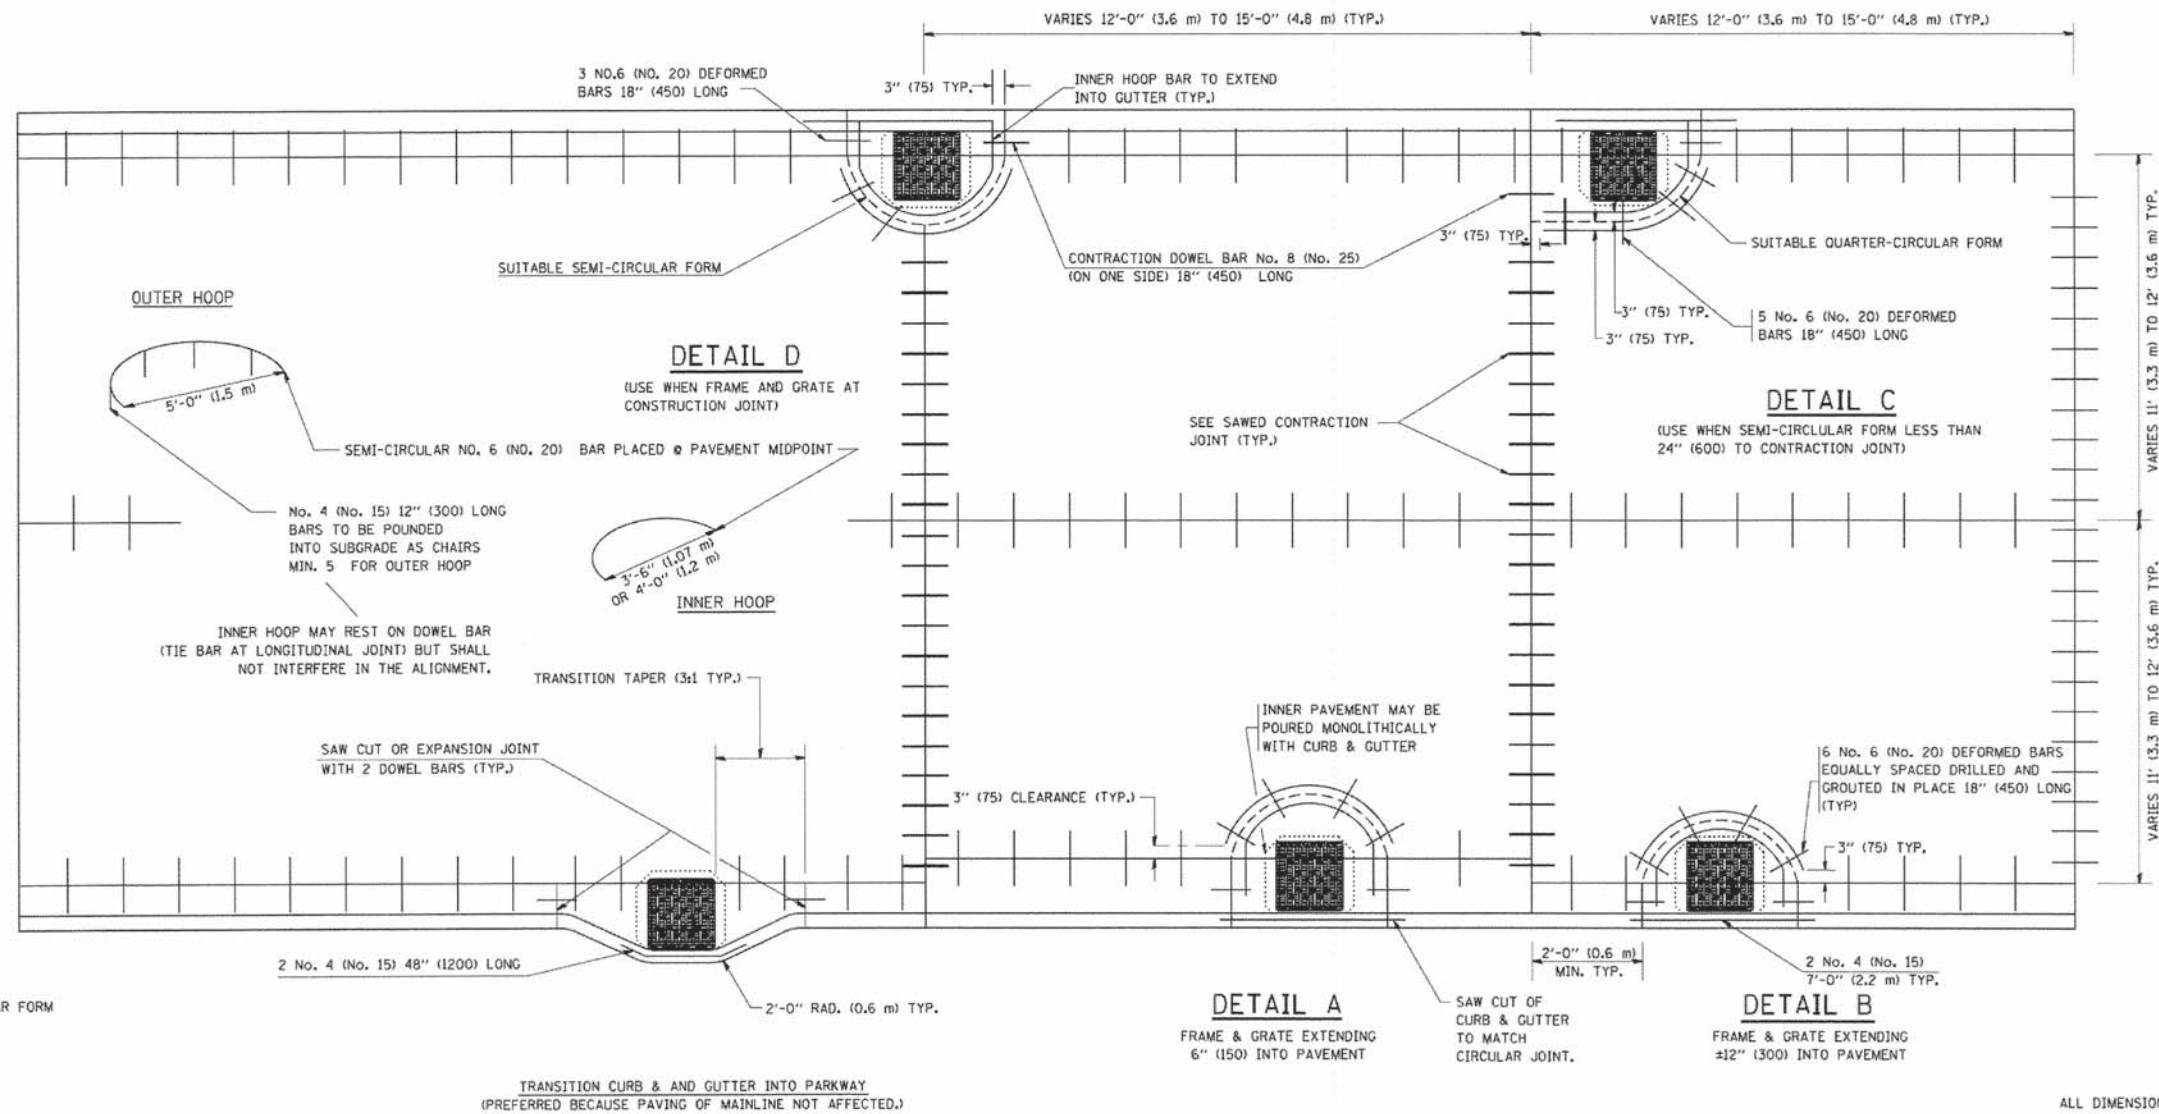 VARIES 12'-0" (3.6 m) TO 15'-0" (4.8 m) (TYP.)
VARIES 12'-0" (3.6 m) TO 15'-0" (4.8 m) (TYP.)
3 NO.6 (NO. 20) DEFORMED
BARS 18" (450) LONG
3" (75) TYP.
INNER HOOP BAR TO EXTEND
INTO GUTTER (TYP.)
SUITABLE SEMI-CIRCULAR FORM
CONTRACTION DOWEL BAR No. 8 (No. 25)
(ON ONE SIDE) 18" (450) LONG
3" (75) TYP.
SUITABLE QUARTER-CIRCULAR FORM
3" (75) TYP.
3" (75) TYP.
5 No. 6 (No. 20) DEFORMED
BARS 18" (450) LONG
VARIES 11' (3.3 m) TO 12' (3.6 m) TYP.
OUTER HOOP
5'-0" (1.5 m)
DETAIL D
(USE WHEN FRAME AND GRATE AT
CONSTRUCTION JOINT)
SEMI-CIRCULAR NO. 6 (NO. 20) BAR PLACED @ PAVEMENT MIDPOINT
SEE SAWED CONTRACTION
JOINT (TYP.)
DETAIL C
(USE WHEN SEMI-CIRCLULAR FORM LESS THAN
24" (600) TO CONTRACTION JOINT)
No. 4 (No. 15) 12" (300) LONG
BARS TO BE POUNDED
INTO SUBGRADE AS CHAIRS
MIN. 5 FOR OUTER HOOP
3'-6" (1.07 m)
OR 4'-0" (1.2 m)
INNER HOOP
INNER HOOP MAY REST ON DOWEL BAR
(TIE BAR AT LONGITUDINAL JOINT) BUT SHALL
NOT INTERFERE IN THE ALIGNMENT.
TRANSITION TAPER (3:1 TYP.)
SAW CUT OR EXPANSION JOINT
WITH 2 DOWEL BARS (TYP.)
INNER PAVEMENT MAY BE
POURED MONOLITHICALLY
WITH CURB & GUTTER
3" (75) CLEARANCE (TYP.)
6 No. 6 (No. 20) DEFORMED BARS
EQUALLY SPACED DRILLED AND
GROUTED IN PLACE 18" (450) LONG
(TYP)
3" (75) TYP.
VARIES 11' (3.3 m) TO 12' (3.6 m) TYP.
2 No. 4 (No. 15) 48" (1200) LONG
2'-0" RAD. (0.6 m) TYP.
2'-0" (0.6 m)
MIN. TYP.
2 No. 4 (No. 15)
7'-0" (2.2 m) TYP.
R FORM
DETAIL A
FRAME & GRATE EXTENDING
6" (150) INTO PAVEMENT
SAW CUT OF
CURB & GUTTER
TO MATCH
CIRCULAR JOINT.
DETAIL B
FRAME & GRATE EXTENDING
±12" (300) INTO PAVEMENT
TRANSITION CURB & AND GUTTER INTO PARKWAY
(PREFERRED BECAUSE PAVING OF MAINLINE NOT AFFECTED.)
ALL DIMENSION